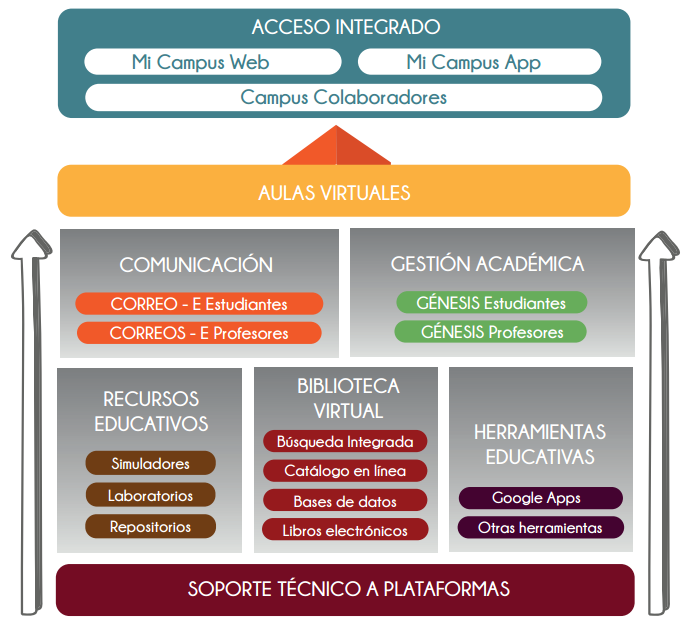 ACCESO INTEGRADO
Mi Campus Web
Mi Campus App
Campus Colaboradores
AULAS VIRTUALES
COMUNICACIÓN
CORREO - E Estudiantes
CORREOS - E Profesores
GESTIÓN ACADÉMICA
GÉNESIS Estudiantes
GÉNESIS Profesores
RECURSOS
EDUCATIVOS
Simuladores
Laboratorios
Repositorios
BIBLIOTECA
VIRTUAL
Búsqueda Integrada
Catálogo en línea
Bases de datos
Libros electrónicos
HERRAMIENTAS
EDUCATIVAS
Google Apps
Otras herramientas
SOPORTE TÉCNICO A PLATAFORMAS